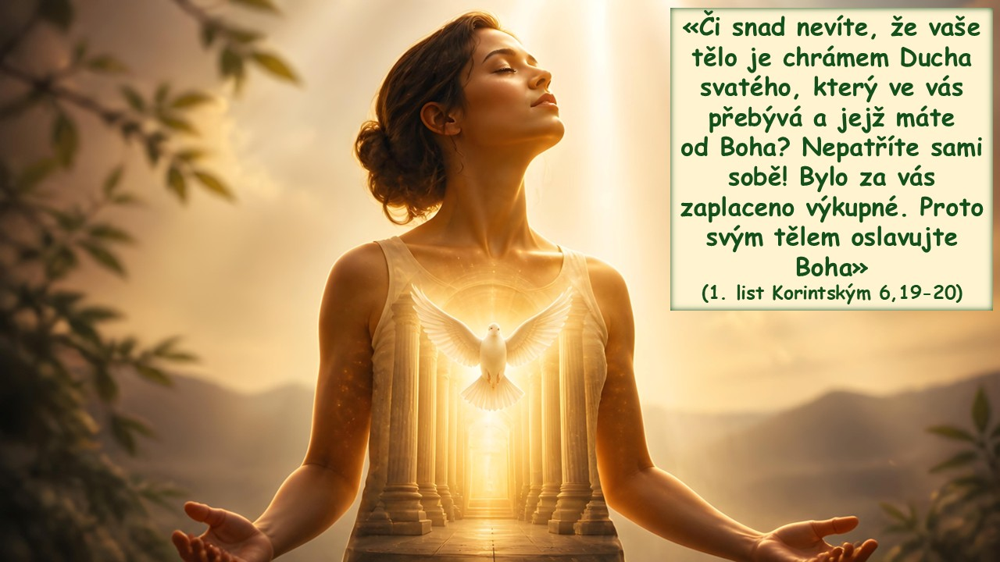 «Či snad nevíte, že vaše
tělo je chrámem Ducha
svatého, který ve vás
přebývá a jejž máte
od Boha? Nepatříte sami
sobě! Bylo za vás
zaplaceno výkupné. Proto
svým tělem oslavujte
Boha»
(1. list Korintským 6,19-20)